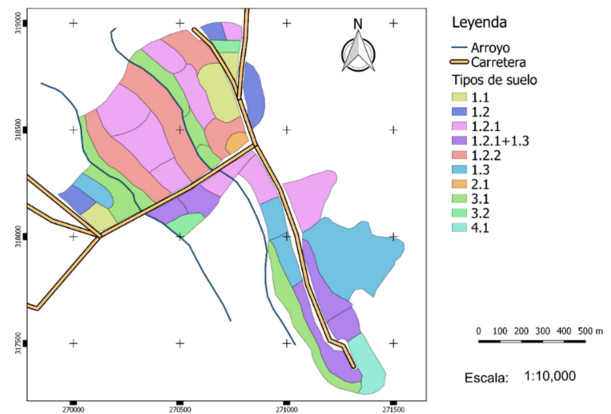 319000
318500
318000
317500
270000
270500
271000
271500
N
Leyenda
Arroyo
Carretera
Tipos de suelo
1.1
1.2
1.2.1
1.2.1+1.3
1.2.2
1.3
2.1
3.1
3.2
4.1
0 100 200 300 400 500 m
Escala: 1:10,000